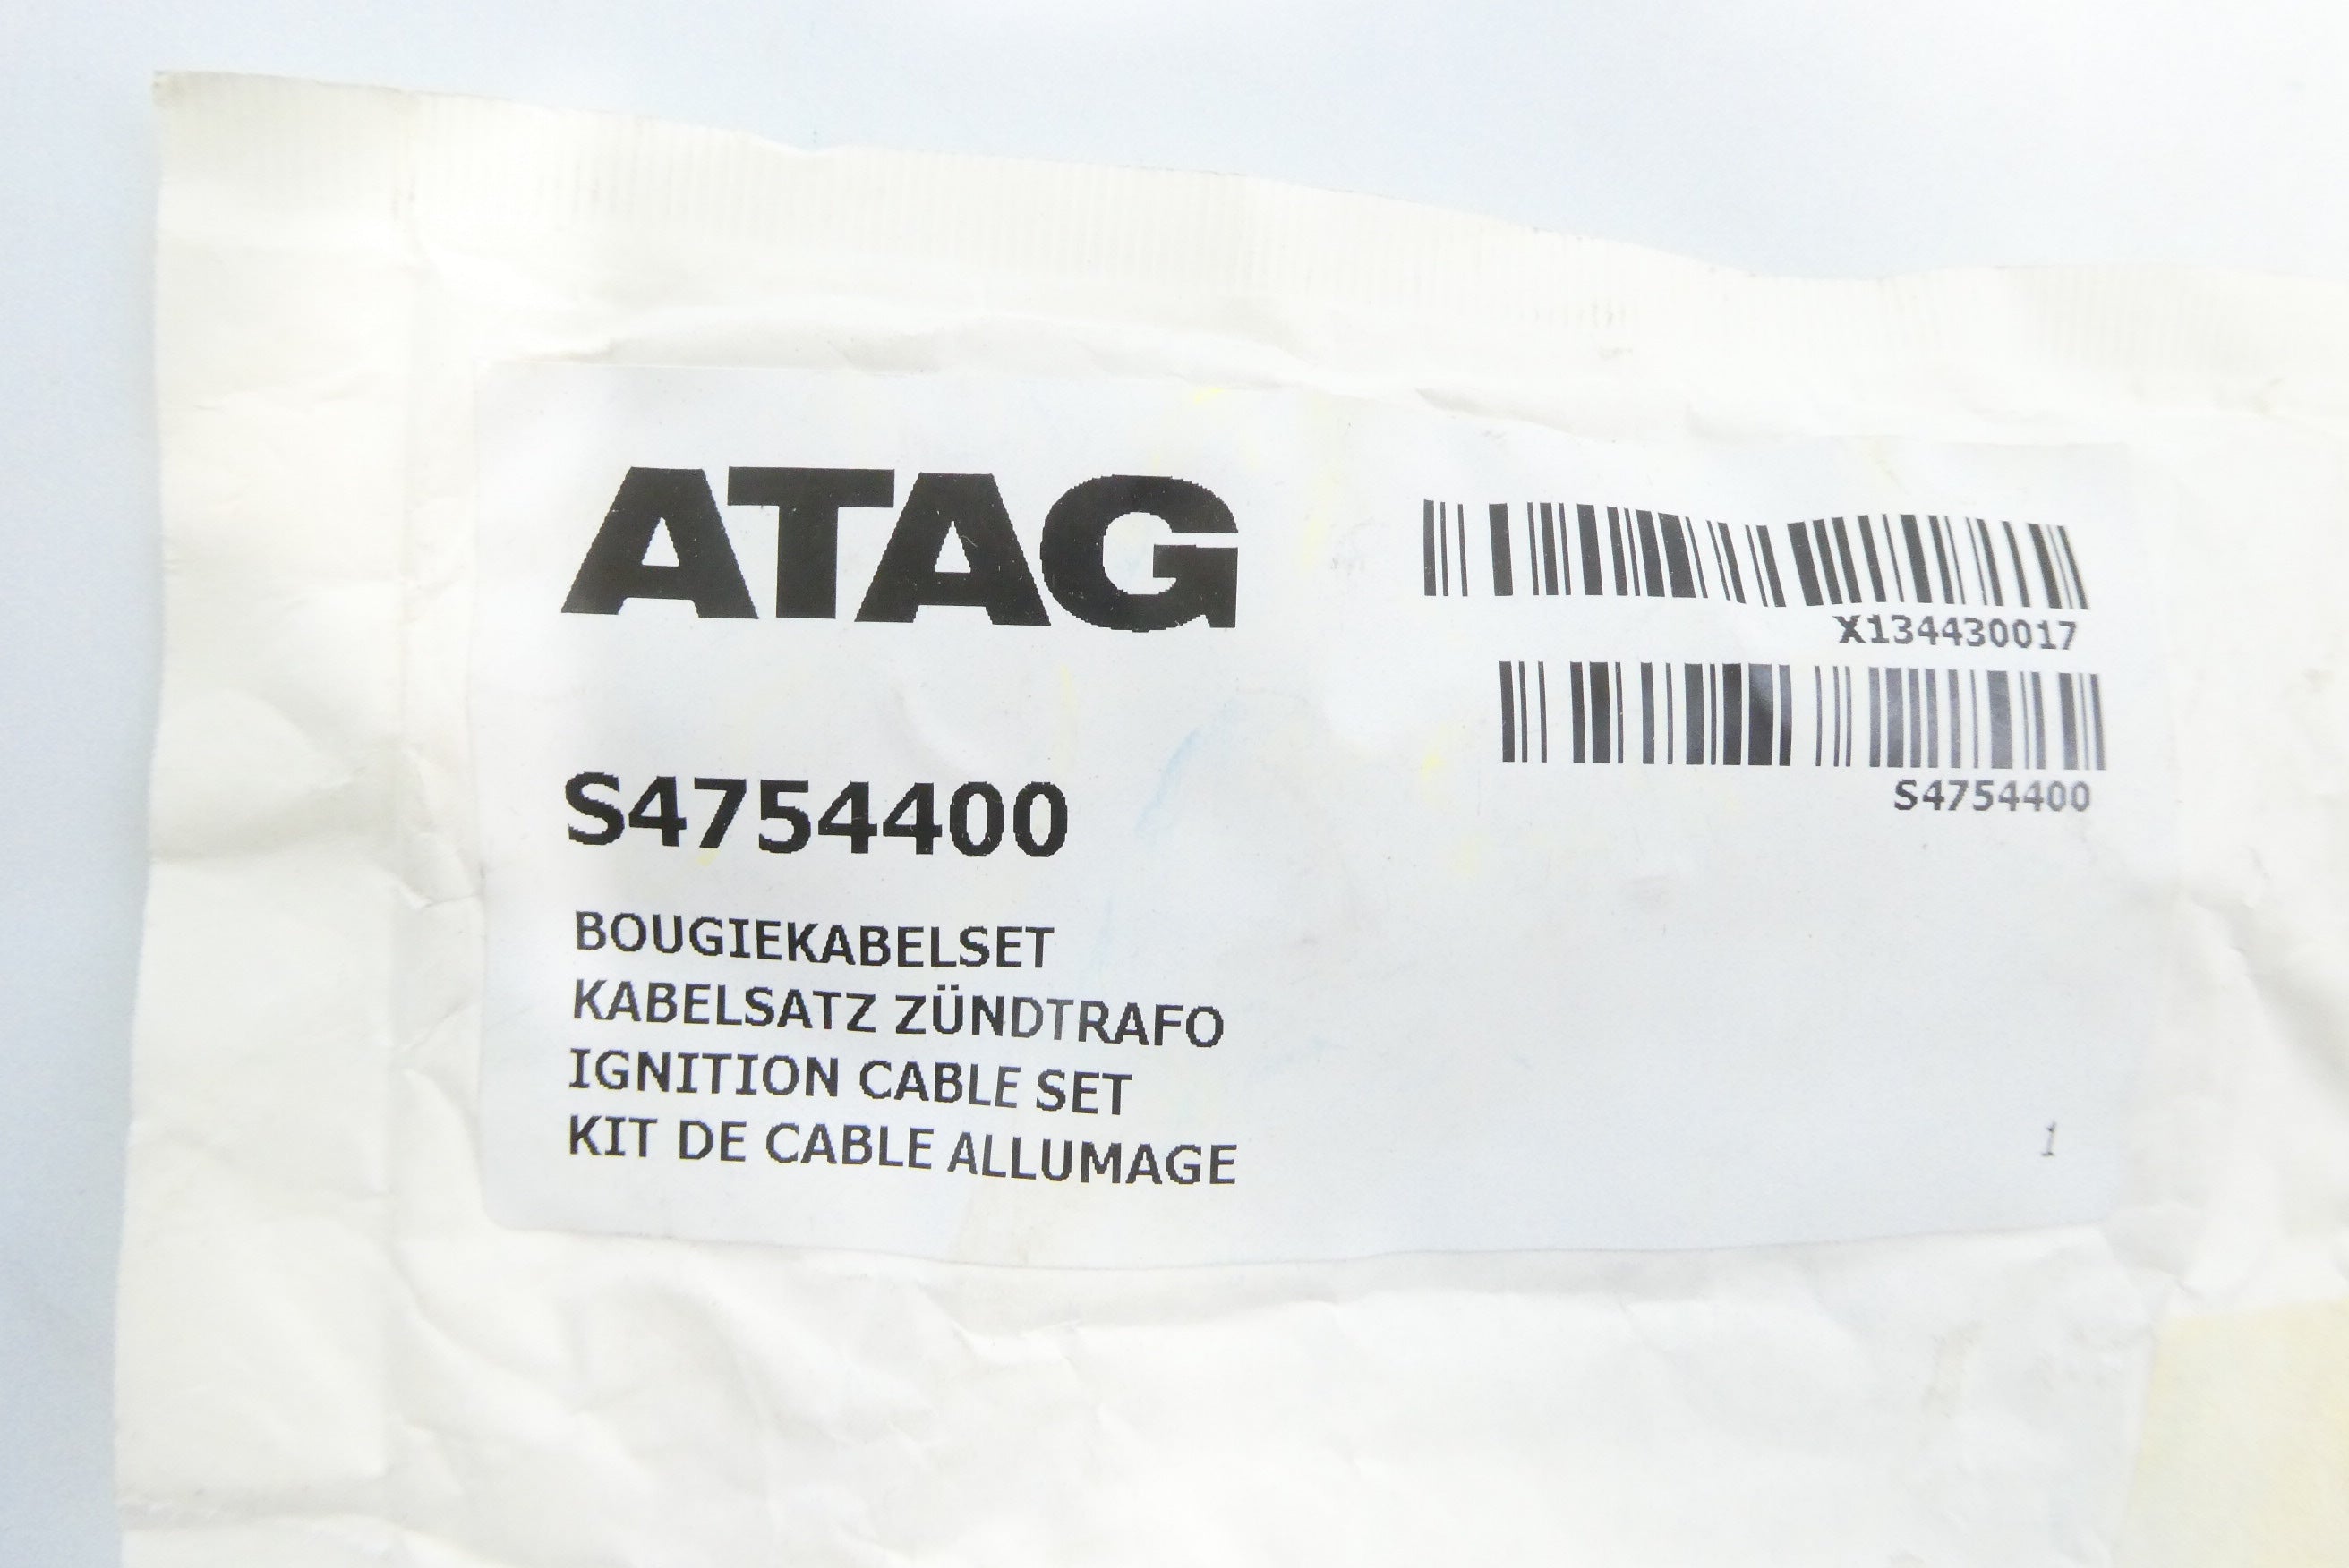 ATAG
X134430017
S4754400
S4754400
BOUGIEKABELSET
KABELSATZ ZÜNDTRAFO
IGNITION CABLE SET
KIT DE CABLE ALLUMAGE
1